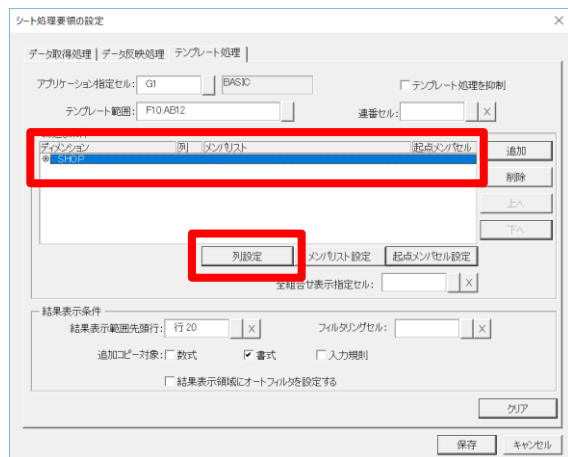 シート処理要領の設定
データ取得処理 データ反映処理 テンプレート処理
アプリケーション指定セル: G1 BASIC テンプレート処理を抑制
テンプレート範囲: F10:AB12 連番セル: X
ディメンション 列 メンバリスト 起点メンバセル 追加
SHOP
削除
上へ
下へ
列設定 メンバリスト設定 起点メンバセル設定
全組合せ表示指定セル: X
結果表示条件
結果表示範囲先頭行: 行20 X フィルタリングセル: X
追加コピー対象: 数式 書式 入力規則
結果表示領域にオートフィルタを設定する
クリア
保存 キャンセル